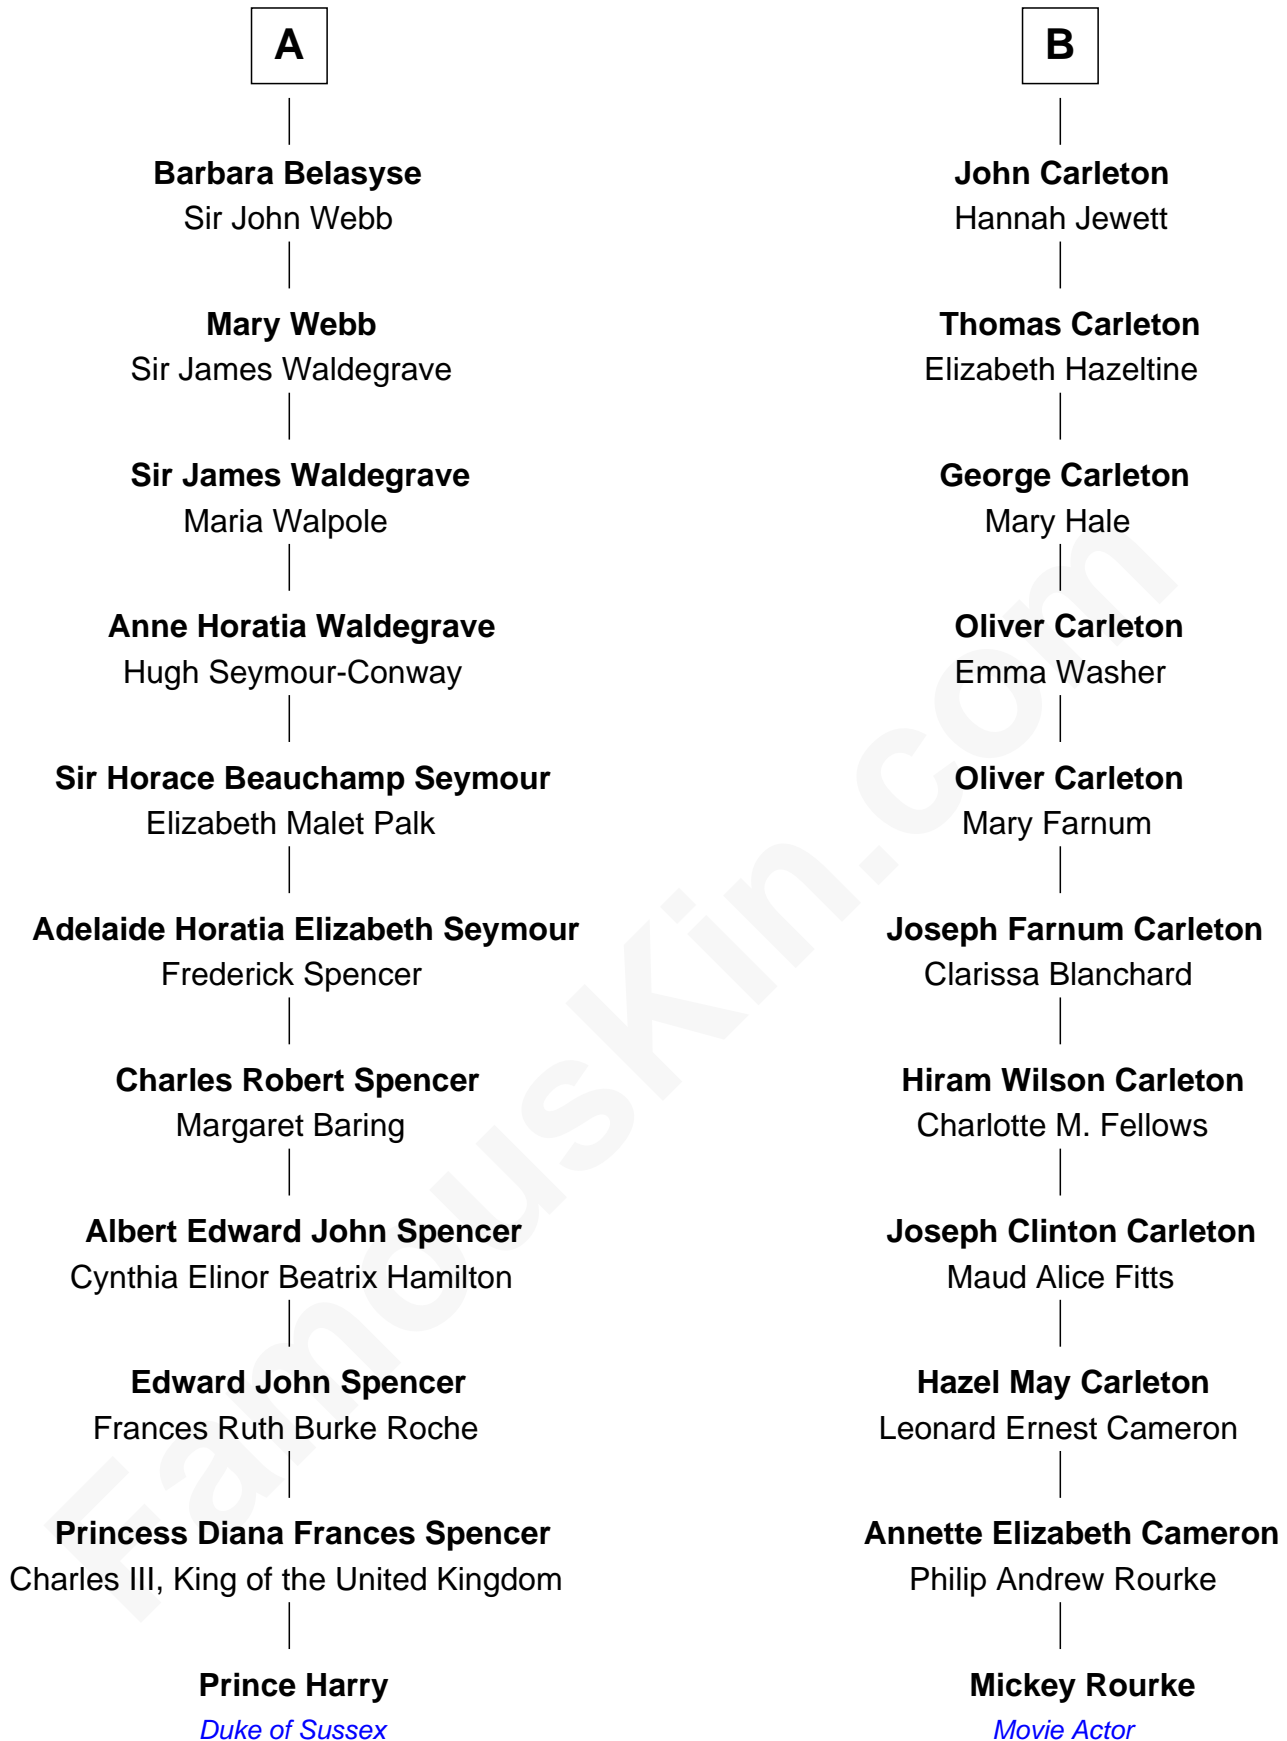 A
Barbara Belasyse
Sir John Webb
Mary Webb
Sir James Waldegrave
Sir James Waldegrave
Maria Walpole
Anne Horatia Waldegrave
Hugh Seymour-Conway
Sir Horace Beauchamp Seymour
Elizabeth Malet Palk
Adelaide Horatia Elizabeth Seymour
Frederick Spencer
Charles Robert Spencer
Margaret Baring
Albert Edward John Spencer
Cynthia Elinor Beatrix Hamilton
Edward John Spencer
Frances Ruth Burke Roche
Princess Diana Frances Spencer
Charles III, King of the United Kingdom
Prince Harry
Duke of Sussex
B
John Carleton
Hannah Jewett
Thomas Carleton
Elizabeth Hazeltine
George Carleton
Mary Hale
Oliver Carleton
Emma Washer
Oliver Carleton
Mary Farnum
Joseph Farnum Carleton
Clarissa Blanchard
Hiram Wilson Carleton
Charlotte M. Fellows
Joseph Clinton Carleton
Maud Alice Fitts
Hazel May Carleton
Leonard Ernest Cameron
Annette Elizabeth Cameron
Philip Andrew Rourke
Mickey Rourke
Movie Actor
FamousKin.com